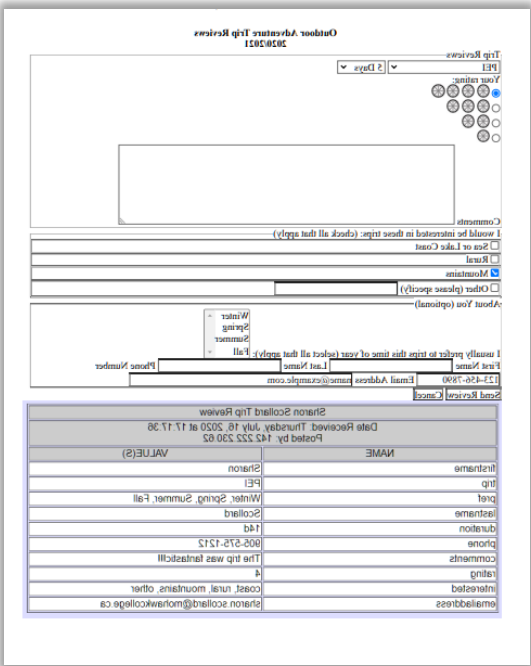 Outdoor Adventure Trip Reviews
2020/2021
Trip Reviews
PEI 5 Days
Your rating:
Comments
I would be interested in these trips: (check all that apply)
Sea or Lake Coast
Rural
Mountains
Other (please specify)
About You (optional)
Winter
Spring
Summer
I usually prefer to trips this time of year (select all that apply): Fall
First Name Last Name Phone Number
123-456-7890 Email Address name@example.com
Send Review Cancel
Sharon Scollard Trip Review
Date Received: Thursday, July 16, 2020 at 17:17:36
Posted by: 142.222.230.62
NAME VALUE(S)
firstname Sharon
trip PEI
pref Winter, Spring, Summer, Fall
lastname Scollard
duration 14d
phone 905-575-1212
comments The trip was fantastic!!!
rating 4
interested coast, rural, mountains, other
emailaddress sharon.scollard@mohawkcollege.ca